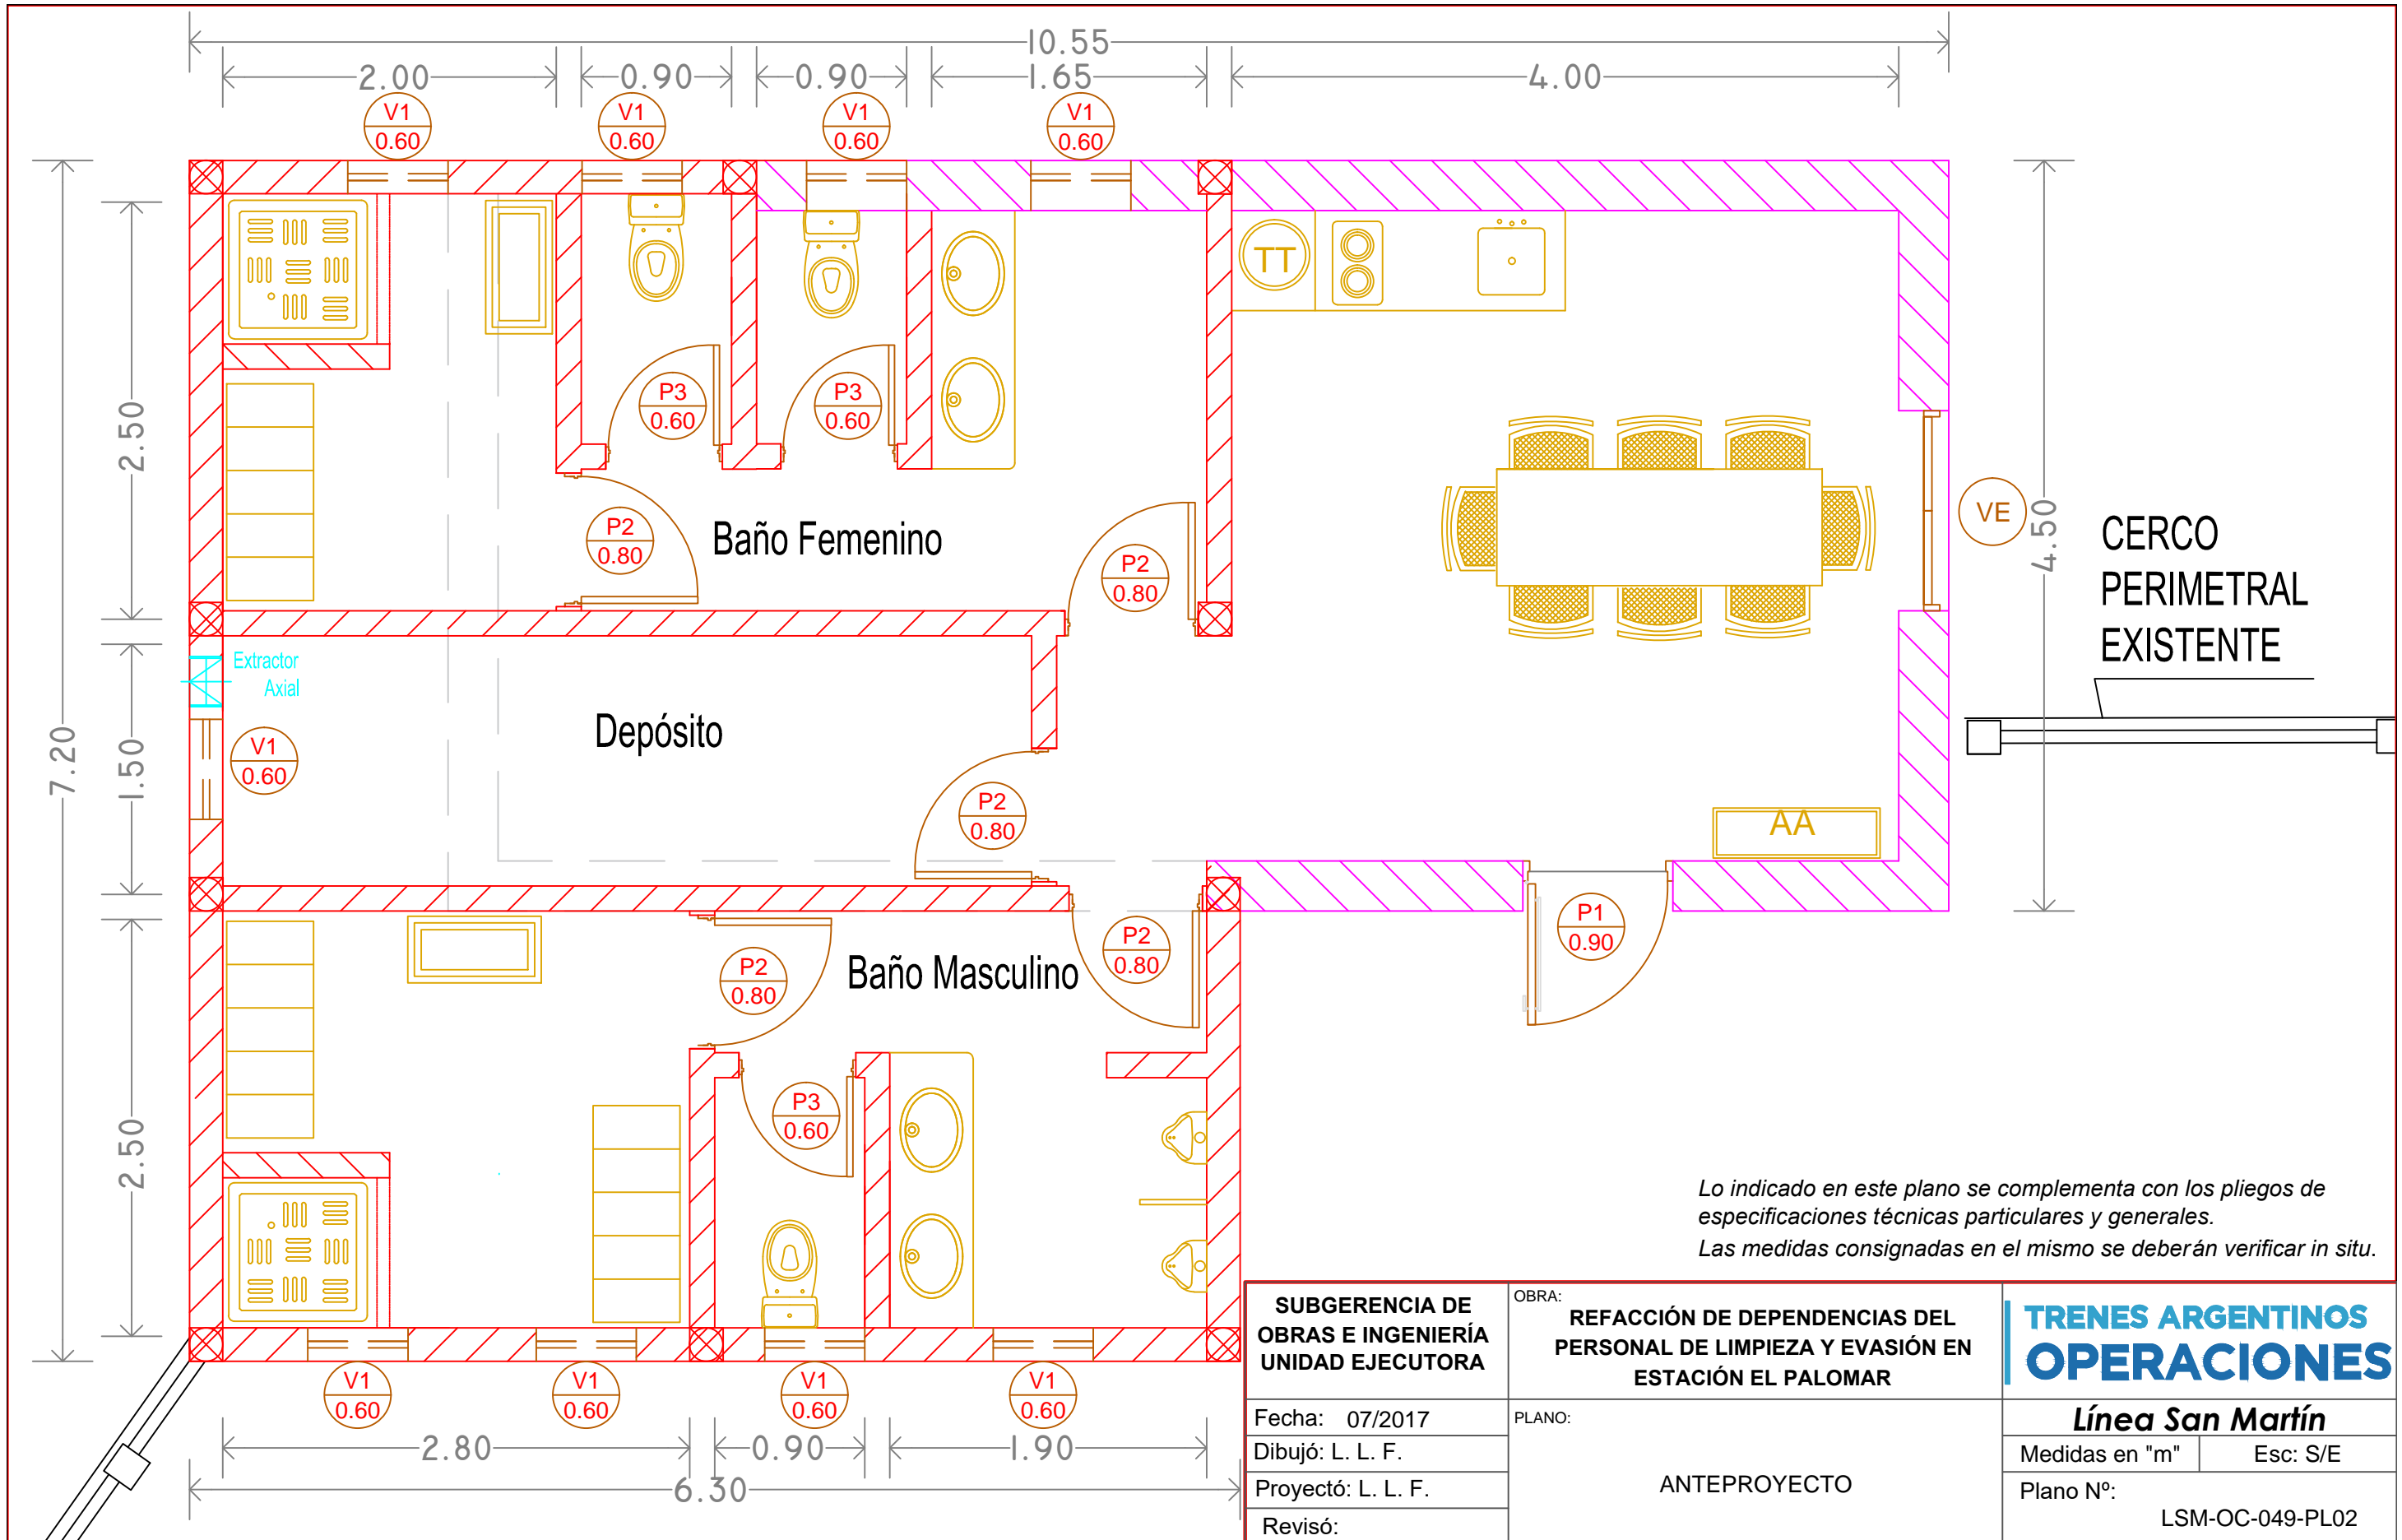 10.55
2.00
0.90
0.90
1.65
4.00
V1
0.60
V1
0.60
V1
0.60
V1
0.60
TT
P3
0.60
P3
0.60
2.50
P2
0.80
Baño Femenino
P2
0.80
VE
4.50
CERCO
PERIMETRAL
EXISTENTE
Extractor
Axial
Depósito
V1
0.60
7.20
1.50
P2
0.80
AA
P1
0.90
P2
0.80
Baño Masculino
P2
0.80
P3
0.60
2.50
Lo indicado en este plano se complementa con los pliegos de
especificaciones técnicas particulares y generales.
Las medidas consignadas en el mismo se deberán verificar in situ.
V1
0.60
V1
0.60
V1
0.60
V1
0.60
2.80
0.90
1.90
6.30
SUBGERENCIA DE
OBRAS E INGENIERÍA
UNIDAD EJECUTORA
OBRA:
REFACCIÓN DE DEPENDENCIAS DEL
PERSONAL DE LIMPIEZA Y EVASIÓN EN
ESTACIÓN EL PALOMAR
TRENES ARGENTINOS
OPERACIONES
Fecha: 07/2017
Dibujó: L. L. F.
Proyectó: L. L. F.
Revisó:
PLANO:
ANTEPROYECTO
Línea San Martín
Medidas en "m"
Esc: S/E
Plano Nº:
LSM-OC-049-PL02